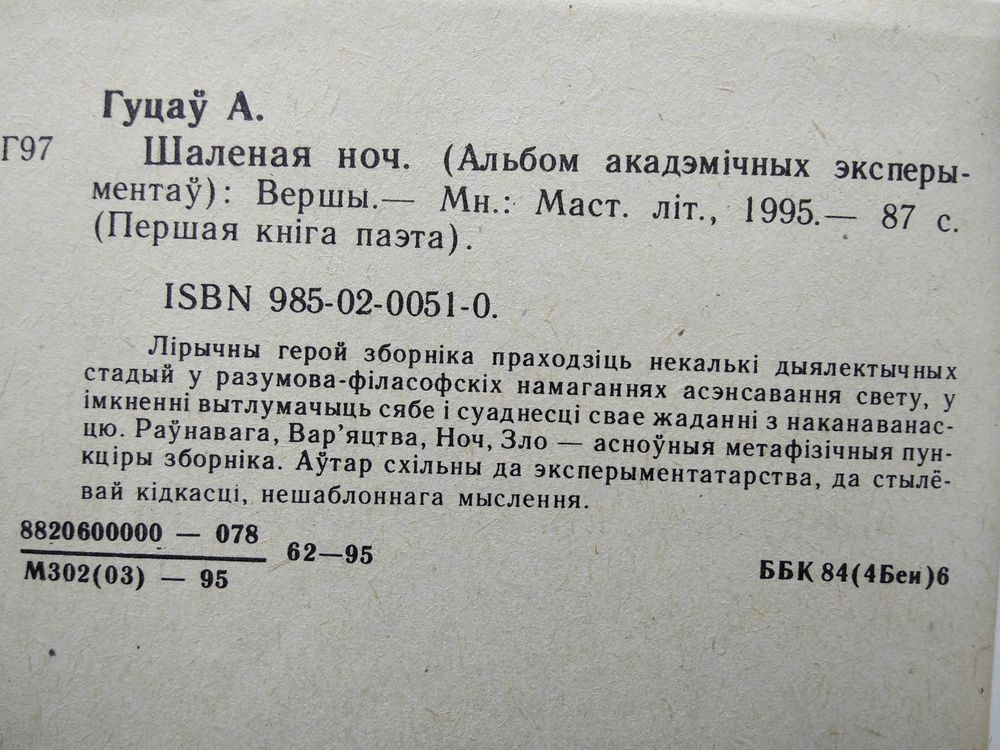 Гуцаў А.
Г97 Шаленая ноч. (Альбом акадэмічных эксперы-
ментаў): Вершы.— Мн.: Маст. літ., 1995.— 87 с.
(Першая кніга паэта).
ISBN 985-02-0051-0.
Лірычны герой зборніка праходзіць некалькі дыялектычных
стадый у разумова-філасофскіх намаганнях асэнсавання свету, у
імкненні вытлумачыць сябе і суаднесці свае жаданні з наканаванас-
цю. Раўнавага, Вар’яцтва, Ноч, Зло — асноўныя метафізічныя пун-
кціры зборніка. Аўтар схільны да эксперыментатарства, да стылё-
вай кідкасці, нешаблоннага мыслення.
8820600000 — 078
62—95
М302(03) — 95
ББК 84(4Беи)6